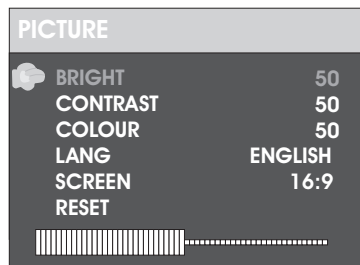 PICTURE
BRIGHT 50
CONTRAST 50
COLOUR 50
LANG ENGLISH
SCREEN 16:9
RESET